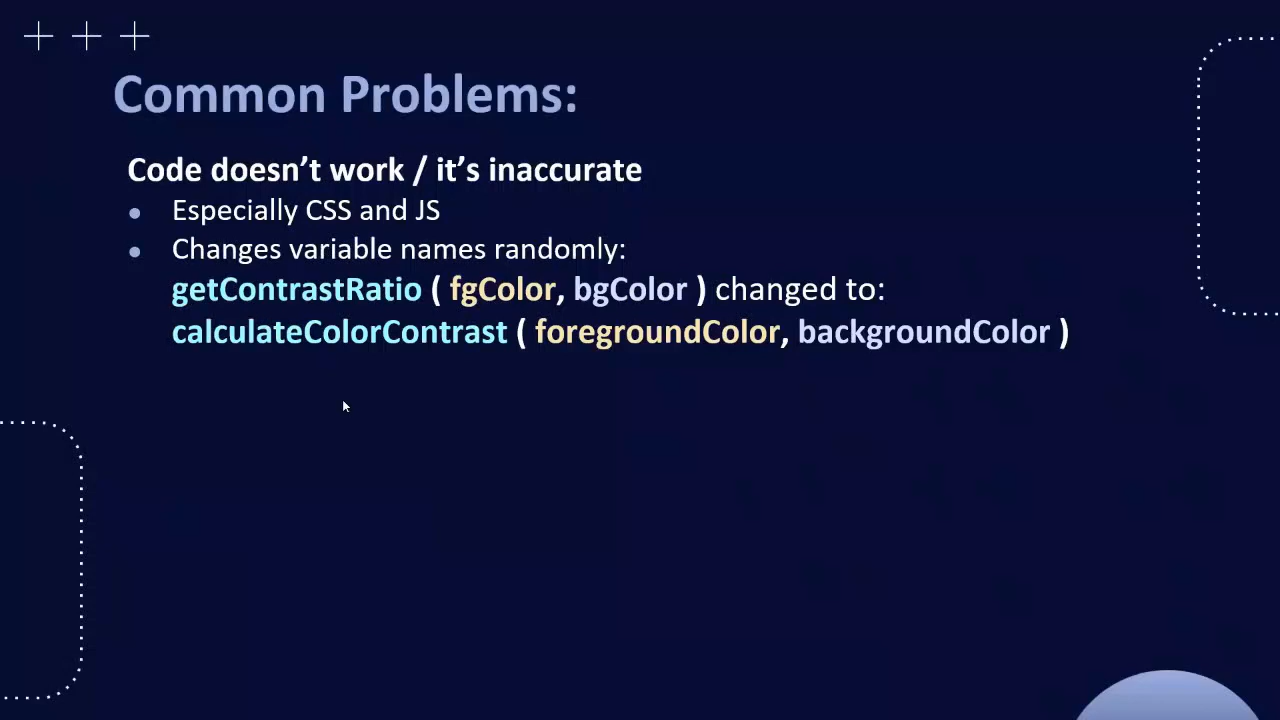 Common Problems:
Code doesn’t work / it’s inaccurate
• Especially CSS and JS
• Changes variable names randomly:
getContrastRatio ( fgColor, bgColor ) changed to:
calculateColorContrast ( foregroundColor, backgroundColor )